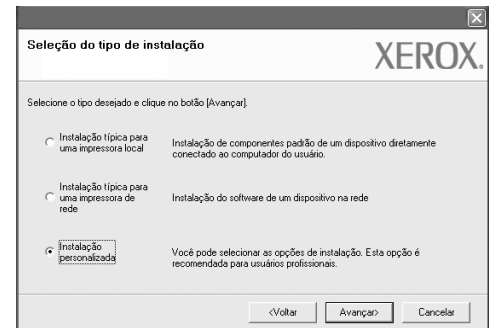 Seleção do tipo de instalação
XEROX.
Selecione o tipo desejado e clique no botão [Avançar].
Instalação típica para
uma impressora local
Instalação de componentes padrão de um dispositivo diretamente
conectado ao computador do usuário.
Instalação típica para
uma impressora de
rede
Instalação do software de um dispositivo na rede
Instalação
personalizada
Você pode selecionar as opções de instalação. Esta opção é
recomendada para usuários profissionais.
<Voltar
Avançar>
Cancelar